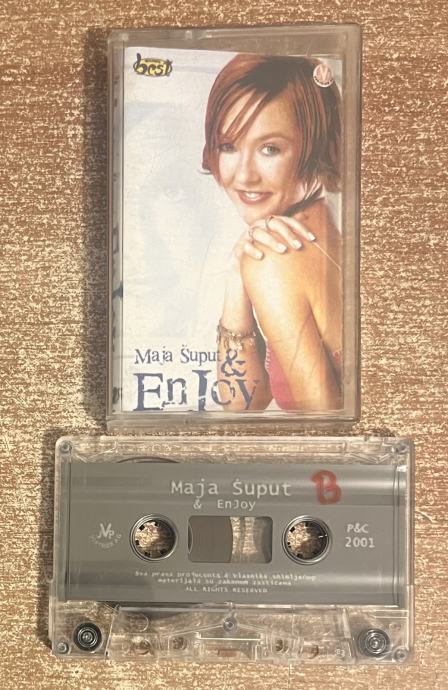 best
Maja Šuput
&
EnJoy
Maja Šuput B
& EnJoy
JVP
P&C
2001
Sva prava producenta i vlasnika snimljenog
materijala su zakonom zaštićena
ALL RIGHTS RESERVED